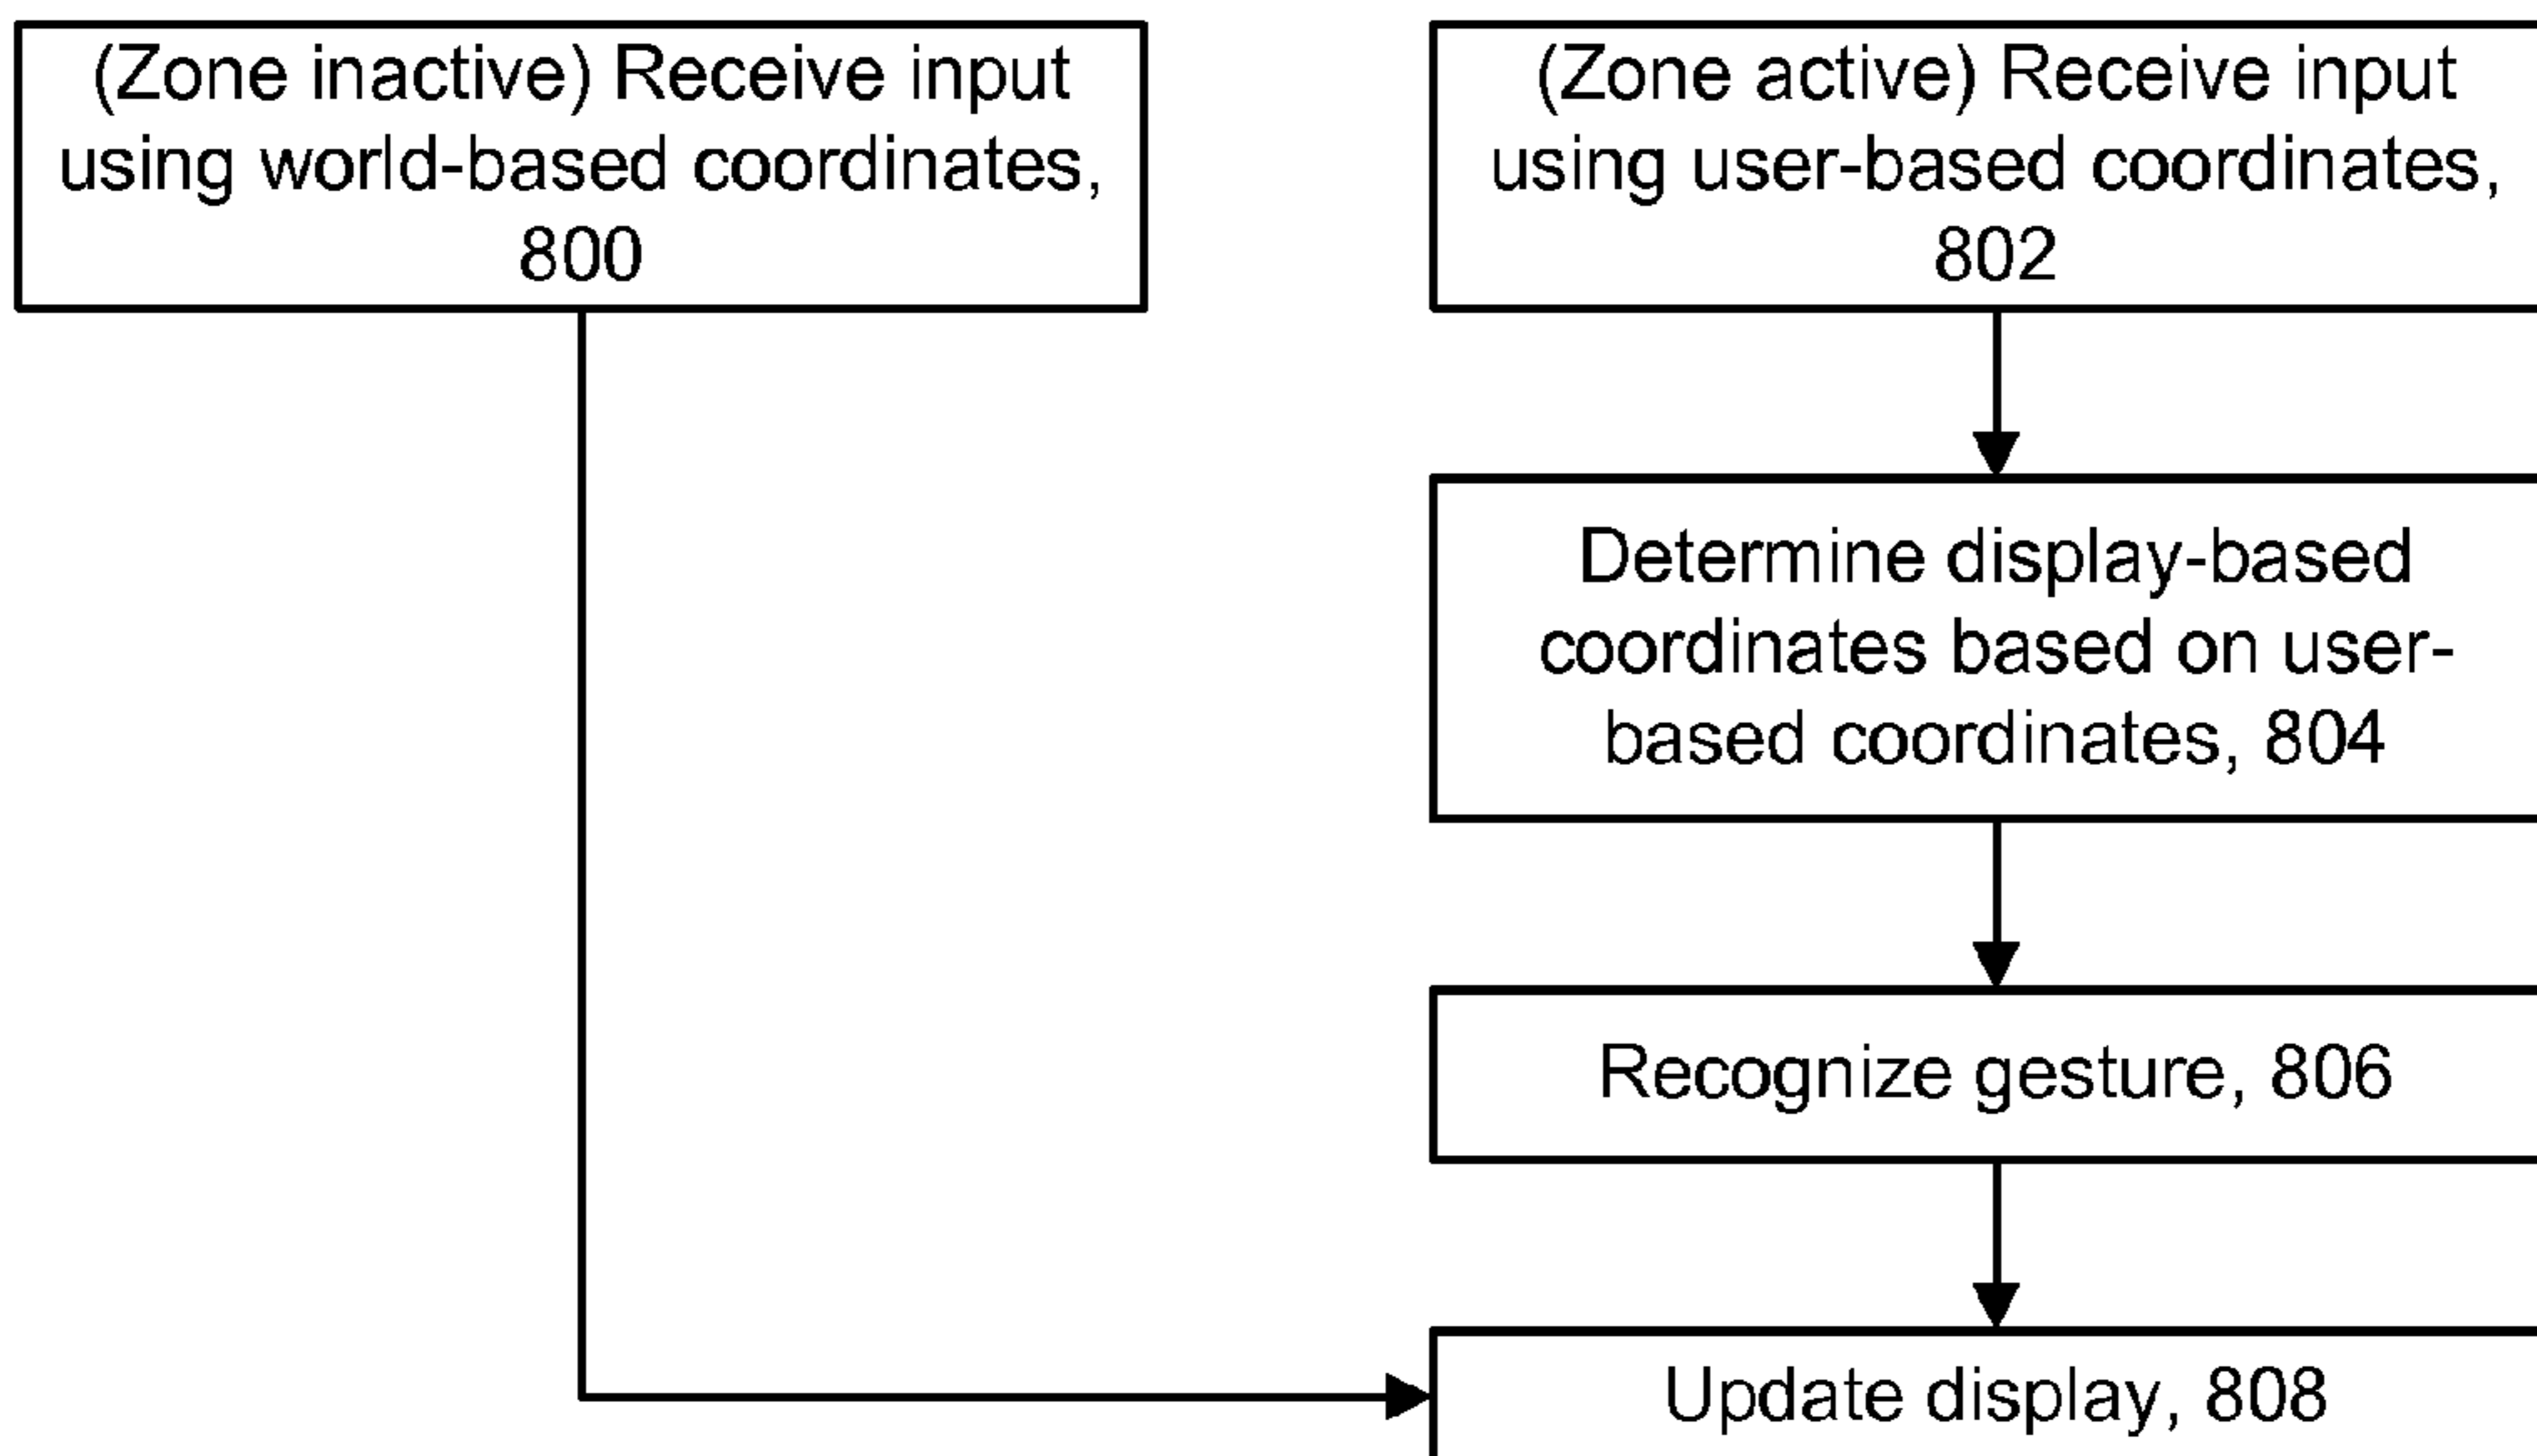 (Zone inactive) Receive input
using world-based coordinates,
800
(Zone active) Receive input
using user-based coordinates,
802
Determine display-based
coordinates based on user-
based coordinates, 804
Recognize gesture, 806
Update display, 808